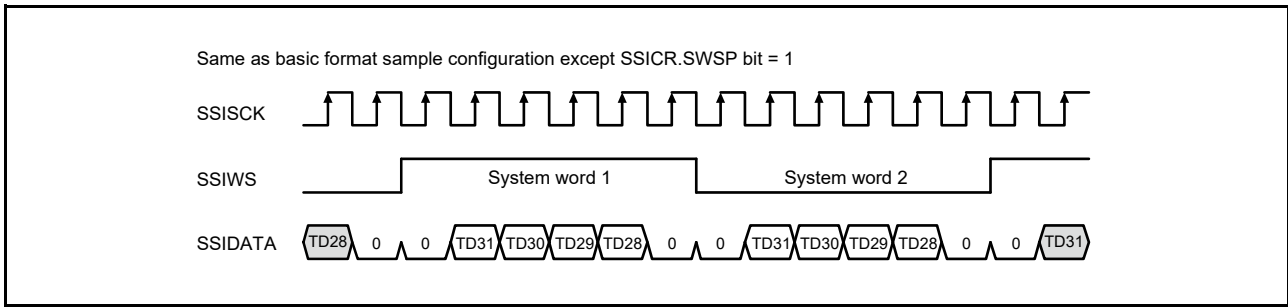 Same as basic format sample configuration except SSICR.SWSP bit = 1
SSISCK
SSIWS System word 1 System word 2
SSIDATA TD28 0 0 TD31 TD30 TD29 TD28 0 0 TD31 TD30 TD29 TD28 0 0 TD31